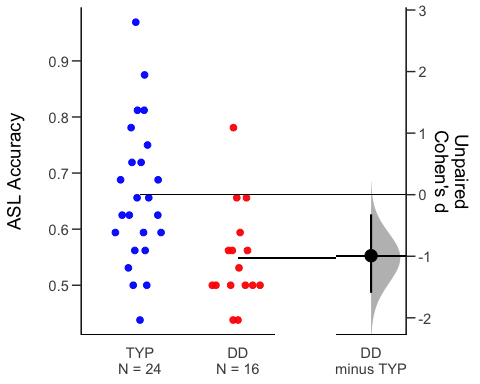 ASL Accuracy
0.9
0.8
0.7
0.6
0.5
3
2
1
0
-1
-2
Unpaired
Cohen's d
TYP
N = 24
DD
N = 16
DD
minus TYP